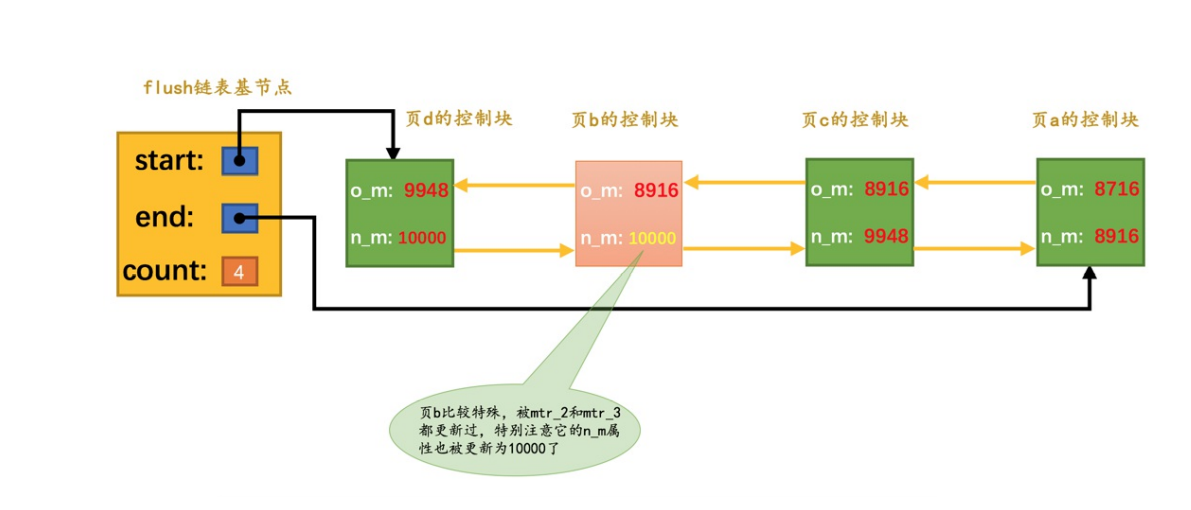 flush链表基节点
页d的控制块
页b的控制块
页c的控制块
页a的控制块
start:
end:
count: 4
o_m: 9948
n_m: 10000
o_m: 8916
n_m: 10000
o_m: 8916
n_m: 9948
o_m: 8716
n_m: 8916
页b比较特殊，被mtr_2和mtr_3
都更新过，特别注意它的n_m属
性也被更新为10000了